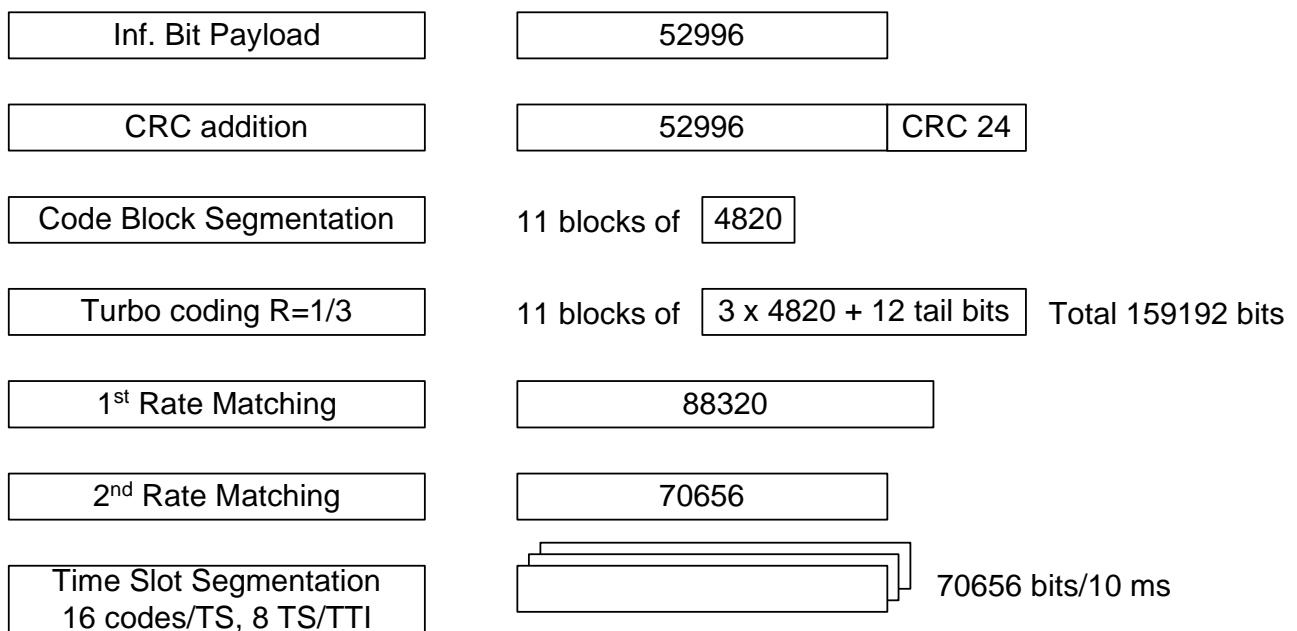 Inf. Bit Payload 52996
CRC addition 52996 CRC 24
Code Block Segmentation 11 blocks of 4820
Turbo coding R=1/3 11 blocks of 3 x 4820 + 12 tail bits Total 159192 bits
1st Rate Matching 88320
2nd Rate Matching 70656
Time Slot Segmentation
16 codes/TS, 8 TS/TTI
70656 bits/10 ms